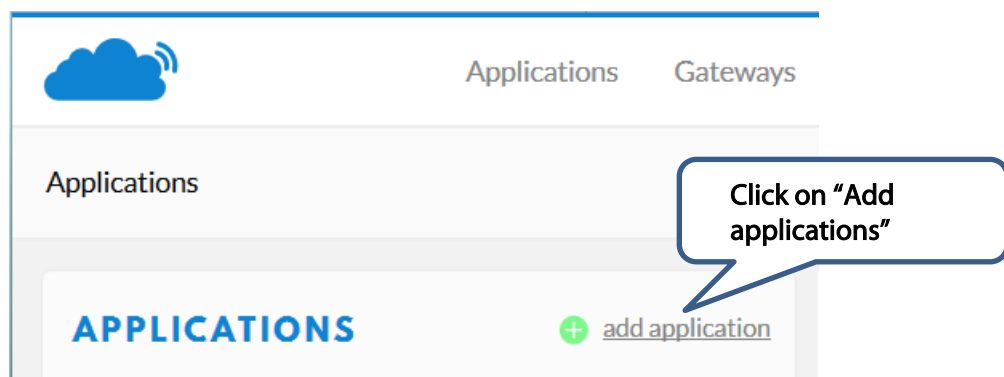 Applications Gateways
Applications
Click on “Add
applications”
APPLICATIONS
add application